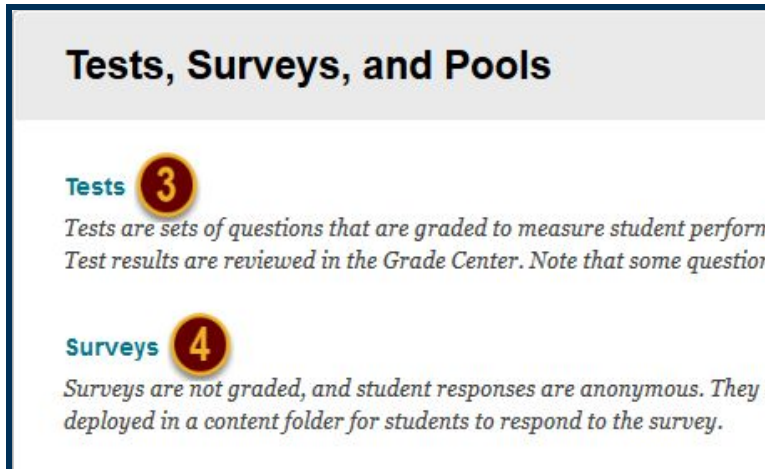 Tests, Surveys, and Pools
Tests 3
Tests are sets of questions that are graded to measure student perform
Test results are reviewed in the Grade Center. Note that some question
Surveys 4
Surveys are not graded, and student responses are anonymous. They
deployed in a content folder for students to respond to the survey.